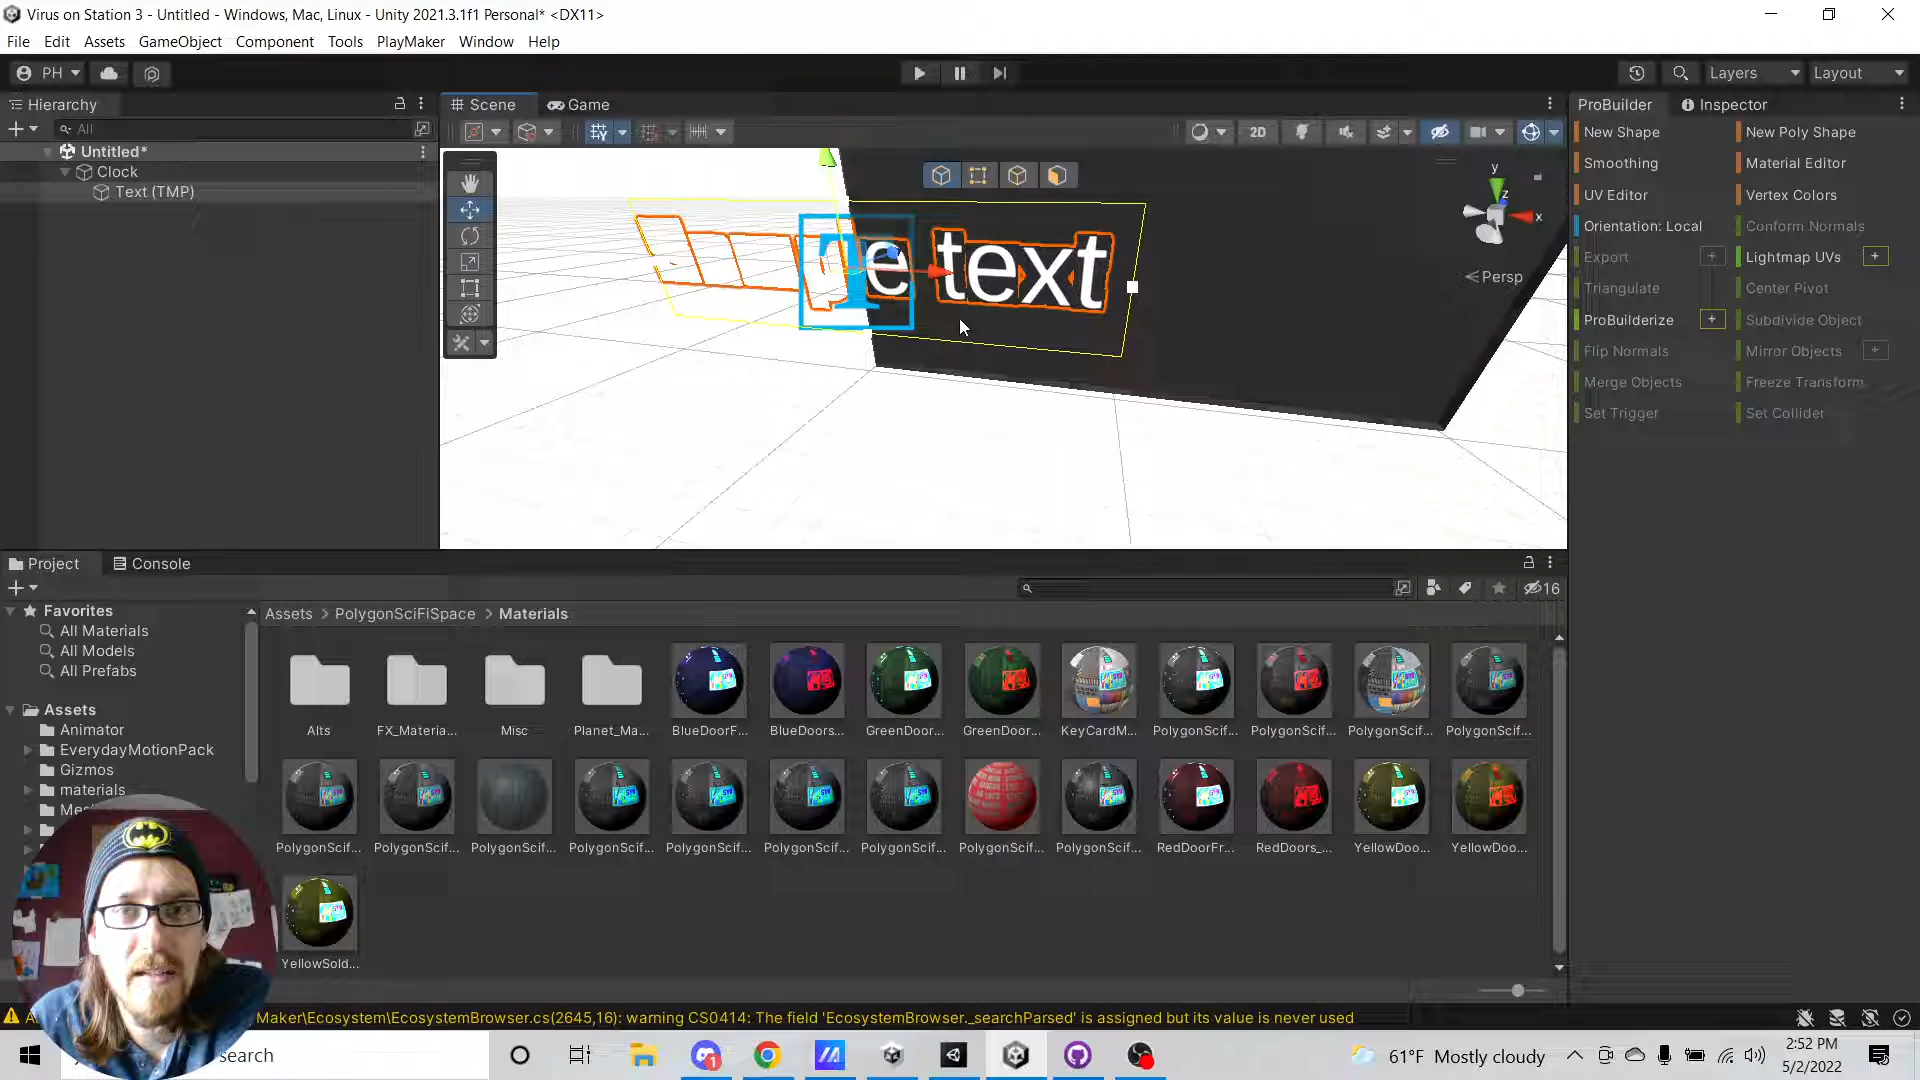 Virus on Station 3 - Untitled - Windows, Mac, Linux - Unity 2021.3.1f1 Personal* <DX11>
File Edit Assets GameObject Component Tools PlayMaker Window Help
PH Layers Layout
Hierarchy
All
Untitled*
Clock
Text (TMP)
Scene Game
2D
y
z
x
Persp
T e text
ProBuilder Inspector
New Shape New Poly Shape
Smoothing Material Editor
UV Editor Vertex Colors
Orientation: Local Conform Normals
Export + Lightmap UVs +
Triangulate Center Pivot
ProBuilderize + Subdivide Object
Flip Normals Mirror Objects +
Merge Objects Freeze Transform
Set Trigger Set Collider
Project Console
16
Favorites
All Materials
All Models
All Prefabs
Assets
Animator
EverydayMotionPack
Gizmos
materials
Assets > PolygonSciFiSpace > Materials
Alts FX_Materia... Misc Planet_Ma... BlueDoorF... BlueDoors... GreenDoor... GreenDoor... KeyCardM... PolygonScif... PolygonScif... PolygonScif... PolygonScif...
PolygonScif... PolygonScif... PolygonScif... PolygonScif... PolygonScif... PolygonScif... PolygonScif... PolygonScif... PolygonScif... RedDoorFr... RedDoors_... YellowDoo... YellowDoo...
YellowSold...
Maker\Ecosystem\EcosystemBrowser.cs(2645,16): warning CS0414: The field 'EcosystemBrowser._searchParsed' is assigned but its value is never used
search
61°F Mostly cloudy
2:52 PM
5/2/2022